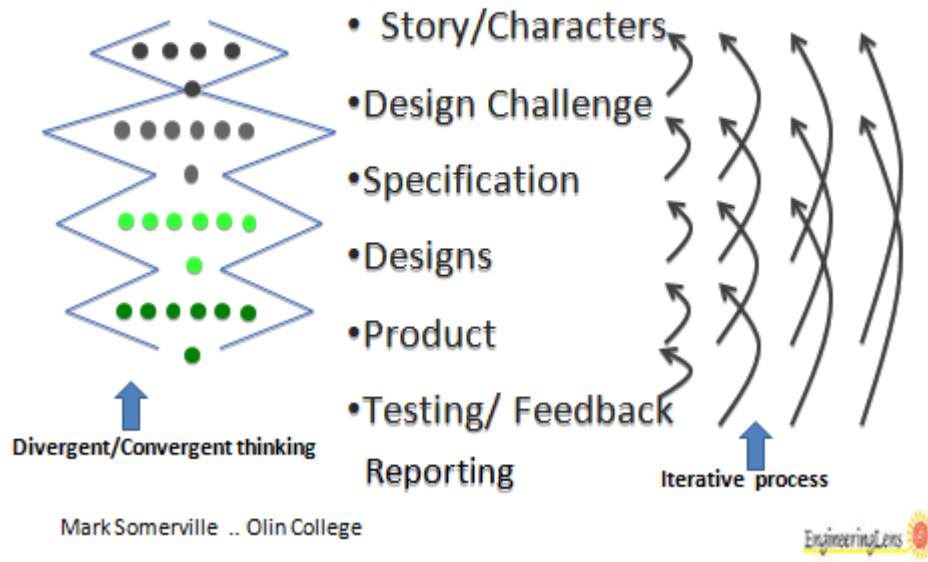 • Story/Characters
•Design Challenge
•Specification
•Designs
•Product
•Testing/ Feedback
Reporting
Divergent/Convergent thinking
Iterative process
Mark Somerville .. Olin College
EngineeringLens